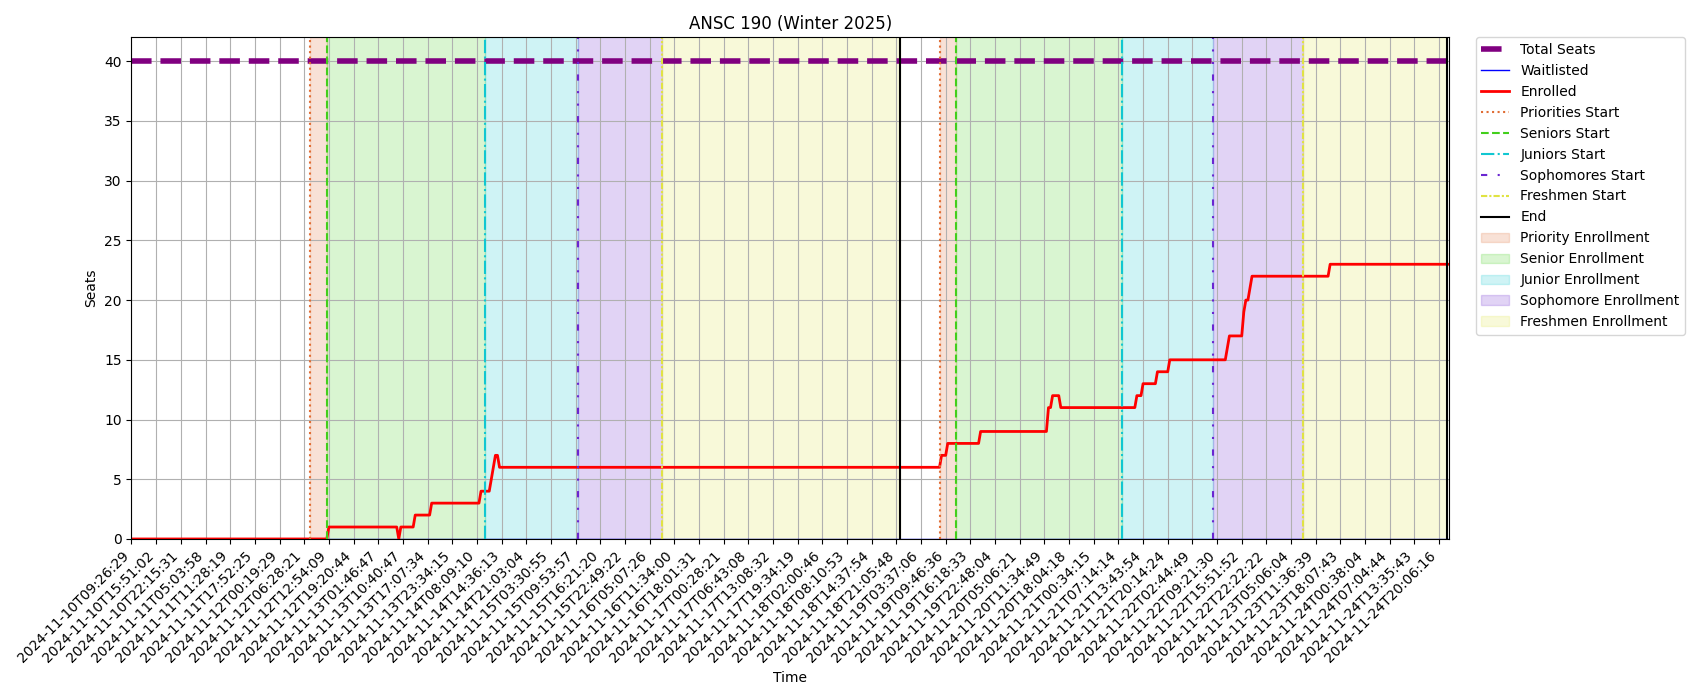 ANSC 190 (Winter 2025)
Seats
40
35
30
25
20
15
10
5
0
2024-11-10T09:26:29
2024-11-10T15:51:02
2024-11-10T22:15:31
2024-11-11T05:03:58
2024-11-11T11:28:19
2024-11-11T17:52:25
2024-11-12T00:19:29
2024-11-12T06:28:21
2024-11-12T12:54:09
2024-11-12T19:20:44
2024-11-13T01:46:47
2024-11-13T10:40:47
2024-11-13T17:07:34
2024-11-13T23:34:15
2024-11-14T08:09:10
2024-11-14T14:36:13
2024-11-14T21:03:04
2024-11-15T03:30:55
2024-11-15T09:53:57
2024-11-15T16:21:20
2024-11-15T22:49:22
2024-11-16T05:07:26
2024-11-16T11:34:00
2024-11-16T18:01:31
2024-11-17T00:28:21
2024-11-17T06:43:08
2024-11-17T13:08:32
2024-11-17T19:34:19
2024-11-18T02:00:46
2024-11-18T08:10:53
2024-11-18T14:37:54
2024-11-18T21:05:48
2024-11-19T03:37:06
2024-11-19T09:46:36
2024-11-19T16:18:33
2024-11-19T22:48:04
2024-11-20T05:06:21
2024-11-20T11:34:49
2024-11-20T18:04:18
2024-11-21T00:34:15
2024-11-21T07:14:14
2024-11-21T13:43:54
2024-11-21T20:14:24
2024-11-22T02:44:49
2024-11-22T09:21:30
2024-11-22T15:51:52
2024-11-22T22:22:22
2024-11-23T05:06:04
2024-11-23T11:36:39
2024-11-23T18:07:43
2024-11-24T00:38:04
2024-11-24T07:04:44
2024-11-24T13:35:43
2024-11-24T20:06:16
Time
Total Seats
Waitlisted
Enrolled
Priorities Start
Seniors Start
Juniors Start
Sophomores Start
Freshmen Start
End
Priority Enrollment
Senior Enrollment
Junior Enrollment
Sophomore Enrollment
Freshmen Enrollment